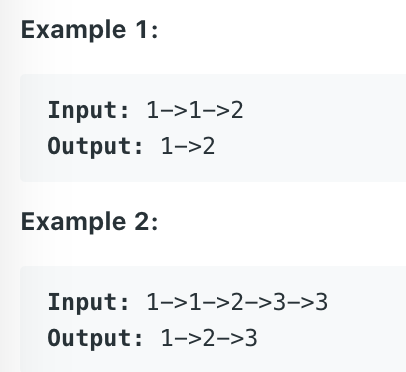 Example 1:
Input: 1->1->2
Output: 1->2
Example 2:
Input: 1->1->2->3->3
Output: 1->2->3